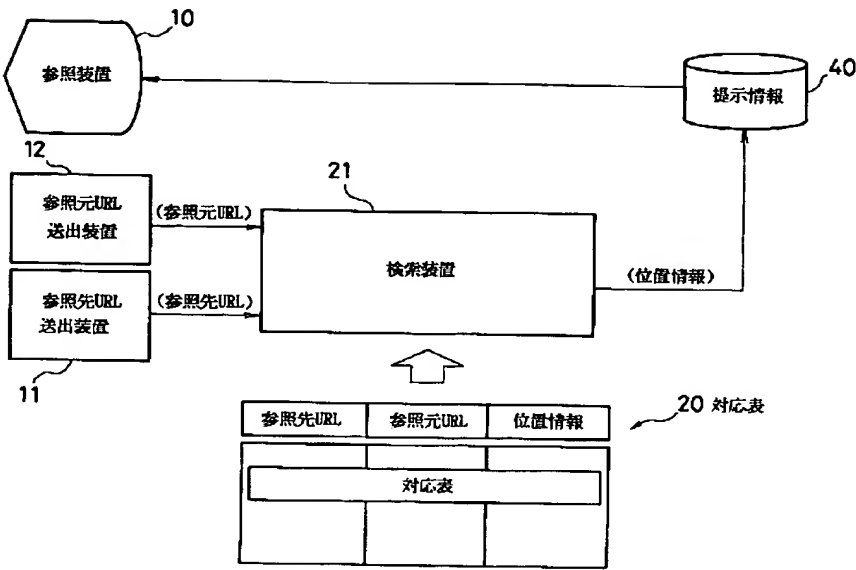 10
参照装置
40
提示情報
12
参照元URL
送出装置
(参照元URL)
21
検索装置
(位置情報)
参照先URL
送出装置
(参照先URL)
11
参照先URL 参照元URL 位置情報
20 対応表
対応表